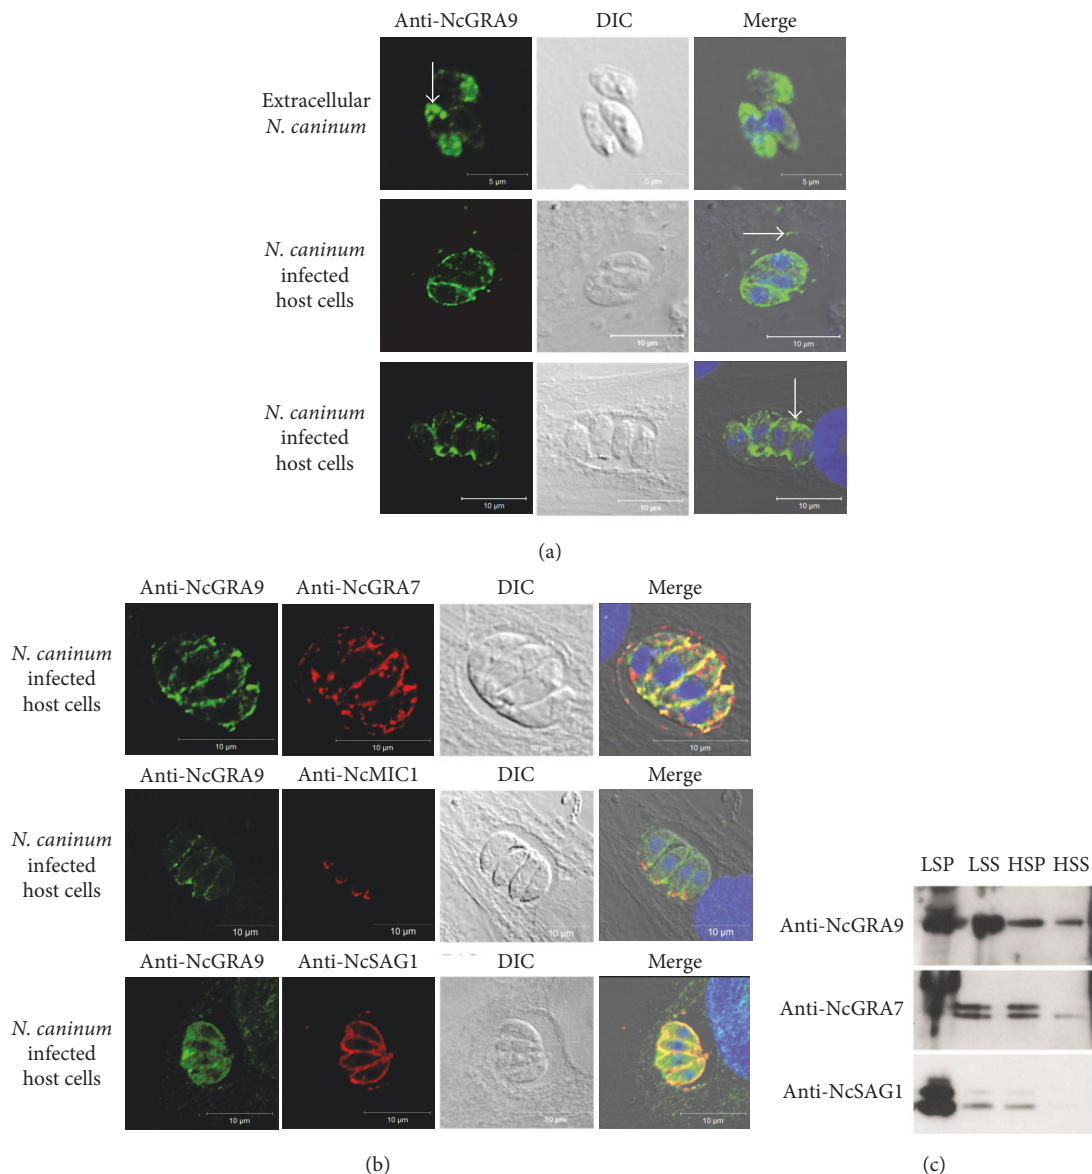 Anti-NcGRA9 DIC Merge
Extracellular
N. caninum
5 µm 5 µm 5 µm
N. caninum
infected
host cells
10 µm 10 µm 10 µm
N. caninum
infected
host cells
10 µm 10 µm 10 µm
(a)
Anti-NcGRA9 Anti-NcGRA7 DIC Merge
N. caninum
infected
host cells
10 µm 10 µm 10 µm 10 µm
Anti-NcGRA9 Anti-NcMIC1 DIC Merge
N. caninum
infected
host cells
10 µm 10 µm 10 µm 10 µm
Anti-NcGRA9 Anti-NcSAG1 DIC Merge
N. caninum
infected
host cells
10 µm 10 µm 10 µm 10 µm
(b)
LSP LSS HSP HSS
Anti-NcGRA9
Anti-NcGRA7
Anti-NcSAG1
(c)